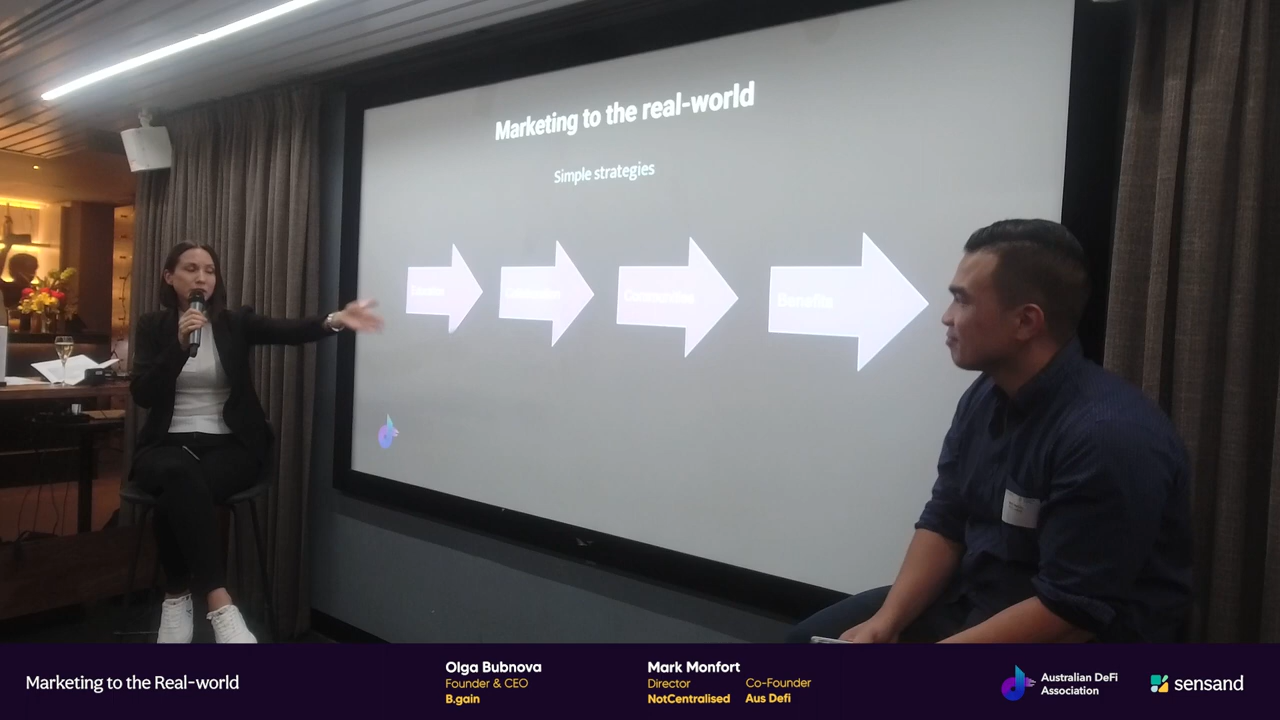 Marketing to the real-world
Simple strategies
Benefits
Marketing to the Real-world
Olga Bubnova
Founder & CEO
B.gain
Mark Monfort
Director
NotCentralised
Co-Founder
Aus Defi
Australian DeFi
Association
sensand